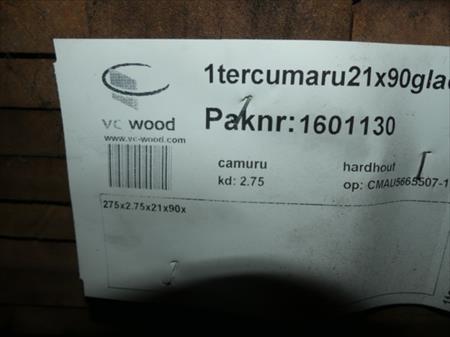 1tercumaru21x90glad
Paknr:1601130
vc wood
www.vc-wood.com
camuru
hardhout
kd: 2.75
op: CMAU5665507-1
275x2.75x21x90x